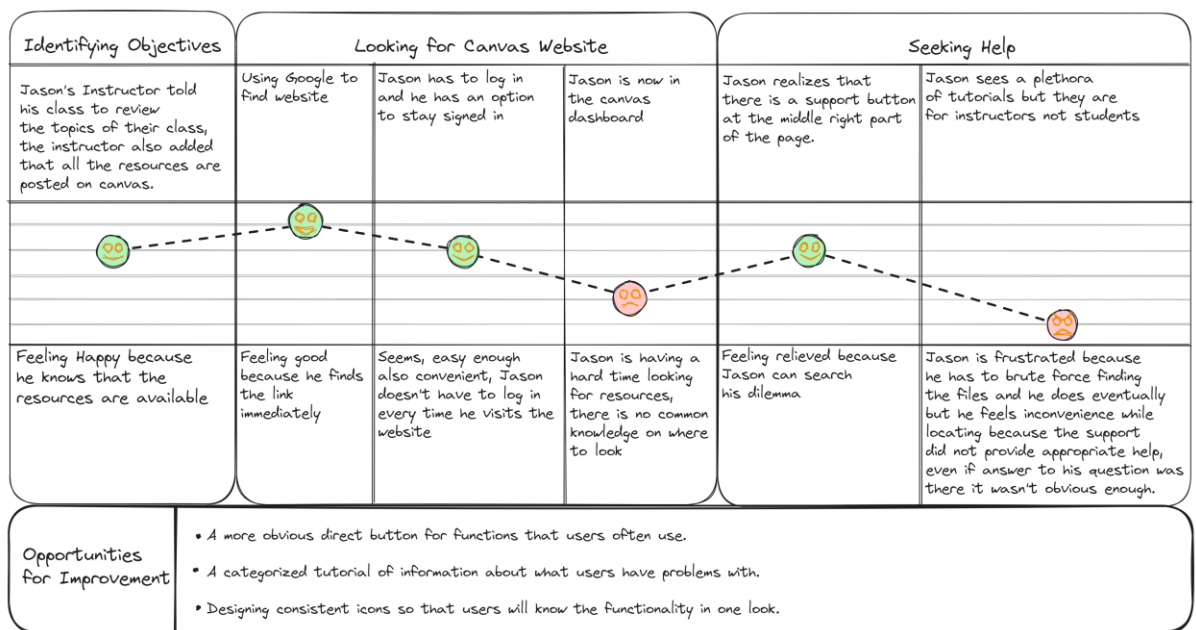 Identifying Objectives
Looking for Canvas Website
Seeking Help
Jason's Instructor told
his class to review
the topics of their class,
the instructor also added
that all the resources are
posted on canvas.
Using Google to
find website
Jason has to log in
and he has an option
to stay signed in
Jason is now in
the canvas
dashboard
Jason realizes that
there is a support button
at the middle right part
of the page.
Jason sees a plethora
of tutorials but they are
for instructors not students
Feeling Happy because
he knows that the
resources are available
Feeling good
because he finds
the link
immediately
Seems, easy enough
also convenient, Jason
doesn't have to log in
every time he visits the
website
Jason is having a
hard time looking
for resources,
there is no common
knowledge on where
to look
Feeling relieved because
Jason can search
his dilemma
Jason is frustrated because
he has to brute force finding
the files and he does eventually
but he feels inconvenience while
locating because the support
did not provide appropriate help,
even if answer to his question was
there it wasn't obvious enough.
Opportunities
for Improvement
• A more obvious direct button for functions that users often use.
• A categorized tutorial of information about what users have problems with.
• Designing consistent icons so that users will know the functionality in one look.